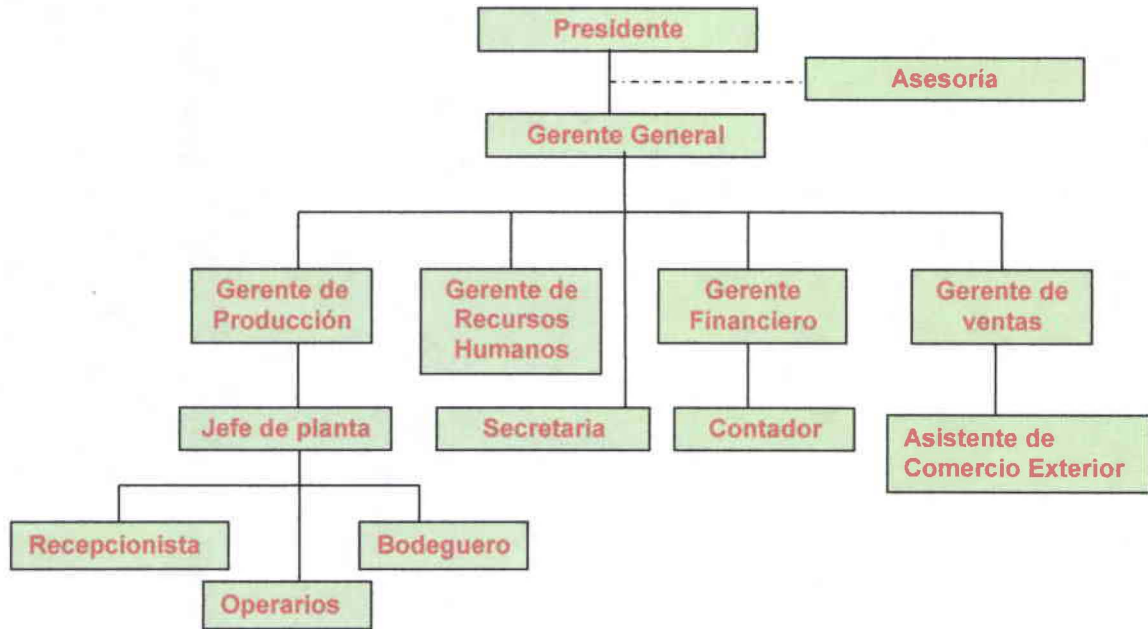 Presidente
Asesoría
Gerente General
Gerente de
Producción
Gerente de
Recursos
Humanos
Gerente
Financiero
Gerente de
ventas
Jefe de planta
Secretaria
Contador
Asistente de
Comercio Exterior
Recepcionista
Bodeguero
Operarios